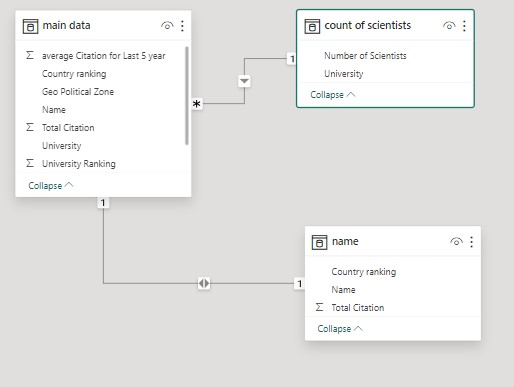 main data
Σ average Citation for Last 5 year
Country ranking
Geo Political Zone
Name
Σ Total Citation
University
Σ University Ranking
Collapse
count of scientists
Number of Scientists
University
Collapse
1
*
1
1
name
Country ranking
Name
Σ Total Citation
Collapse